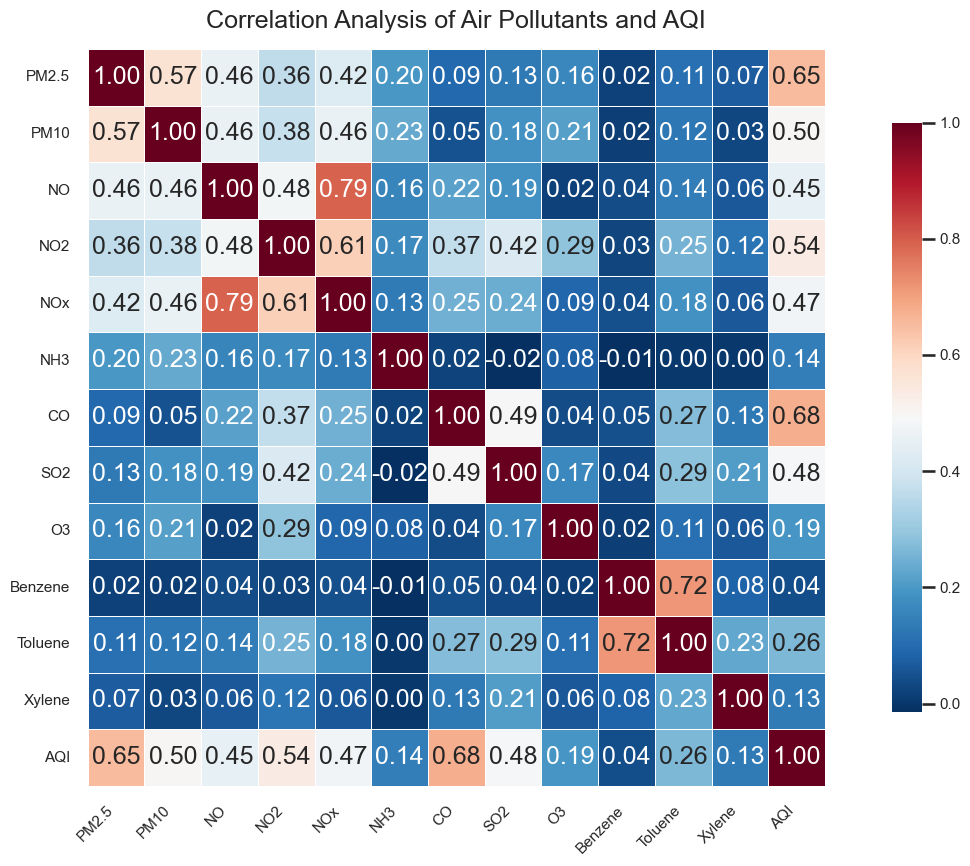 Correlation Analysis of Air Pollutants and AQI
PM2.5 1.00 0.57 0.46 0.36 0.42 0.20 0.09 0.13 0.16 0.02 0.11 0.07 0.65
PM10 0.57 1.00 0.46 0.38 0.46 0.23 0.05 0.18 0.21 0.02 0.12 0.03 0.50
NO 0.46 0.46 1.00 0.48 0.79 0.16 0.22 0.19 0.02 0.04 0.14 0.06 0.45
NO2 0.36 0.38 0.48 1.00 0.61 0.17 0.37 0.42 0.29 0.03 0.25 0.12 0.54
NOx 0.42 0.46 0.79 0.61 1.00 0.13 0.25 0.24 0.09 0.04 0.18 0.06 0.47
NH3 0.20 0.23 0.16 0.17 0.13 1.00 0.02 -0.02 0.08 -0.01 0.00 0.00 0.14
CO 0.09 0.05 0.22 0.37 0.25 0.02 1.00 0.49 0.04 0.05 0.27 0.13 0.68
SO2 0.13 0.18 0.19 0.42 0.24 -0.02 0.49 1.00 0.17 0.04 0.29 0.21 0.48
O3 0.16 0.21 0.02 0.29 0.09 0.08 0.04 0.17 1.00 0.02 0.11 0.06 0.19
Benzene 0.02 0.02 0.04 0.03 0.04 -0.01 0.05 0.04 0.02 1.00 0.72 0.08 0.04
Toluene 0.11 0.12 0.14 0.25 0.18 0.00 0.27 0.29 0.11 0.72 1.00 0.23 0.26
Xylene 0.07 0.03 0.06 0.12 0.06 0.00 0.13 0.21 0.06 0.08 0.23 1.00 0.13
AQI 0.65 0.50 0.45 0.54 0.47 0.14 0.68 0.48 0.19 0.04 0.26 0.13 1.00
PM2.5 PM10 NO NO2 NOx NH3 CO SO2 O3 Benzene Toluene Xylene AQI
1.0
0.8
0.6
0.4
0.2
0.0